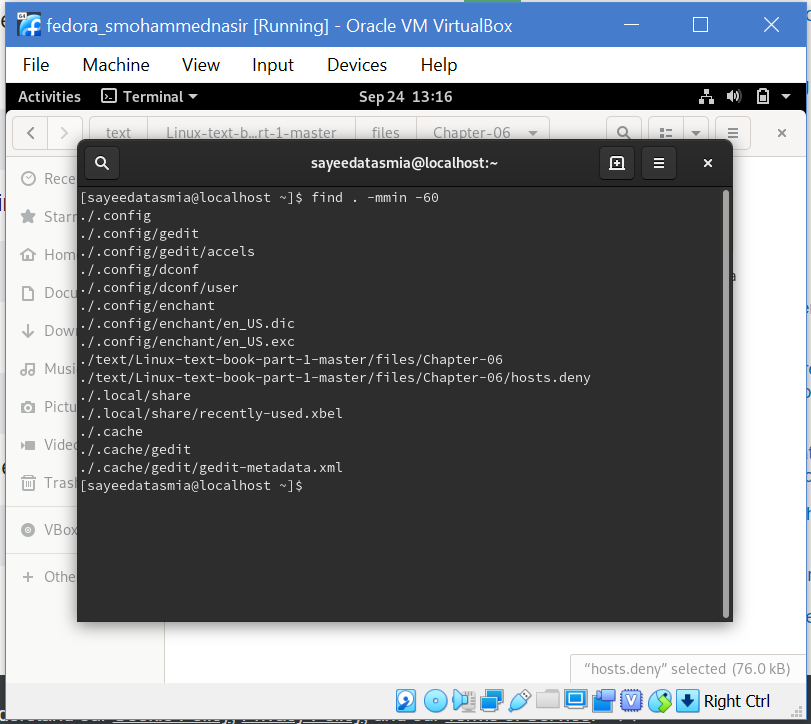 fedora_smohammednasir [Running] - Oracle VM VirtualBox
File Machine View Input Devices Help
Activities Terminal Sep 24 13:16
text Linux-text-b...rt-1-master files Chapter-06
sayeedatasmia@localhost:~
Rece
Starr
Hom
Docu
Dow
Musi
Pictu
Video
Trash
VBox
Othe
[sayeedatasmia@localhost ~]$ find . -mmin -60
./.config
./.config/gedit
./.config/gedit/accels
./.config/dconf
./.config/dconf/user
./.config/enchant
./.config/enchant/en_US.dic
./.config/enchant/en_US.exc
./text/Linux-text-book-part-1-master/files/Chapter-06
./text/Linux-text-book-part-1-master/files/Chapter-06/hosts.deny
./.local/share
./.local/share/recently-used.xbel
./.cache
./.cache/gedit
./.cache/gedit/gedit-metadata.xml
[sayeedatasmia@localhost ~]$
“hosts.deny” selected (76.0 kB)
Right Ctrl